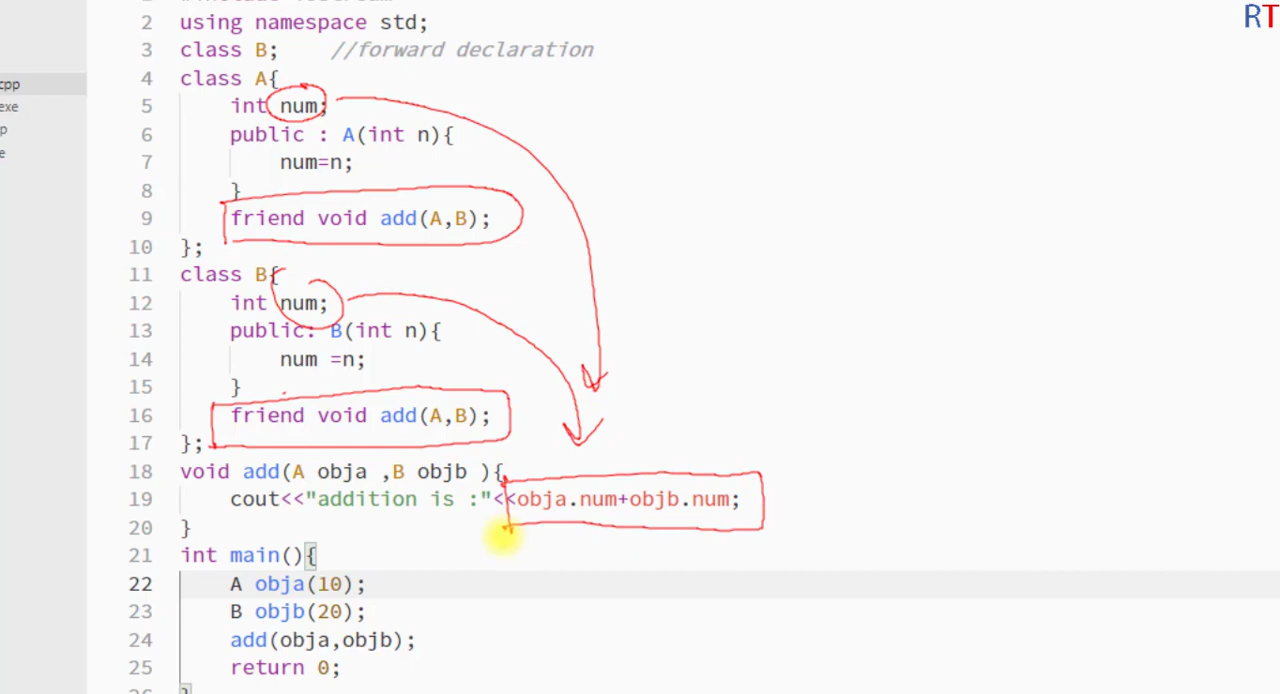 RT
2 using namespace std;
3 class B; //forward declaration
cpp
4 class A{
exe
5 int num;
p
6 public : A(int n){
e
7 num=n;
8 }
9 friend void add(A,B);
10 };
11 class B{
12 int num;
13 public: B(int n){
14 num =n;
15 }
16 friend void add(A,B);
17 };
18 void add(A obja ,B objb ){
19 cout<<"addition is :"<<obja.num+objb.num;
20 }
21 int main(){
22 A obja(10);
23 B objb(20);
24 add(obja,objb);
25 return 0;
26 }